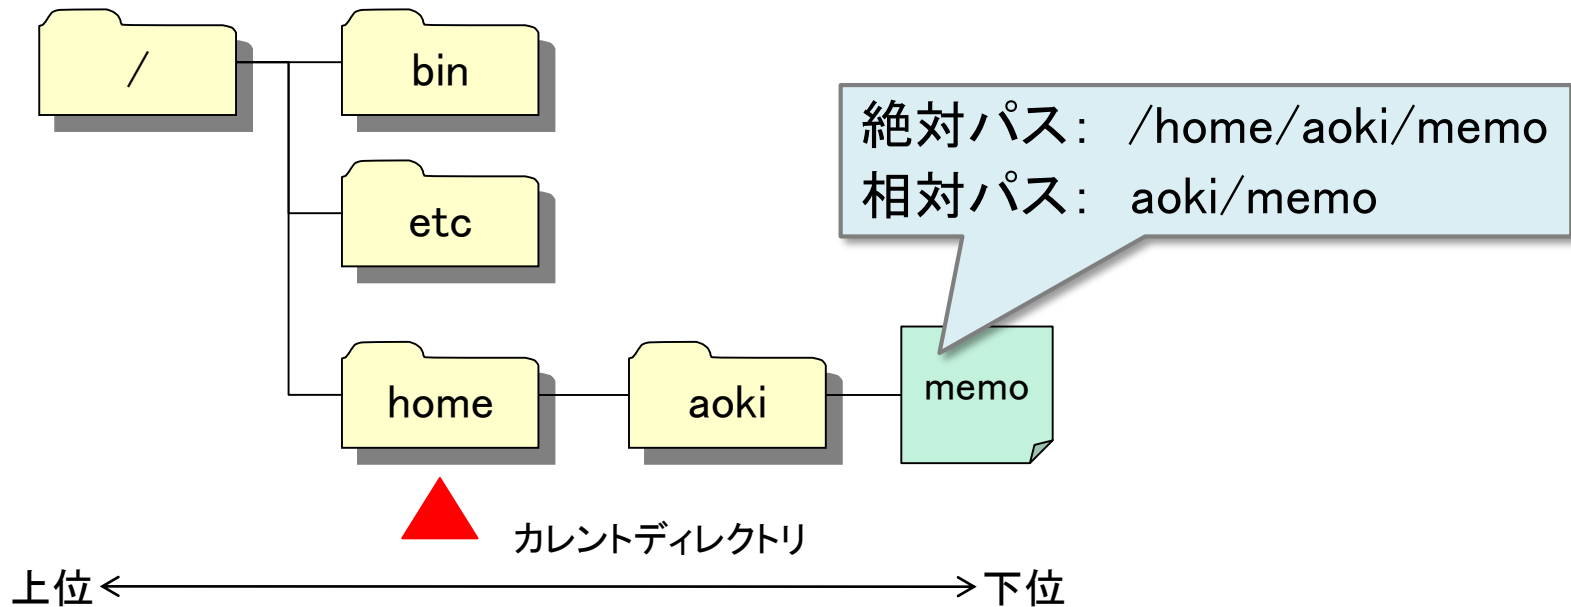 /
bin
絶対パス： /home/aoki/memo
相対パス： aoki/memo
etc
home
aoki
memo
カレントディレクトリ
上位
下位